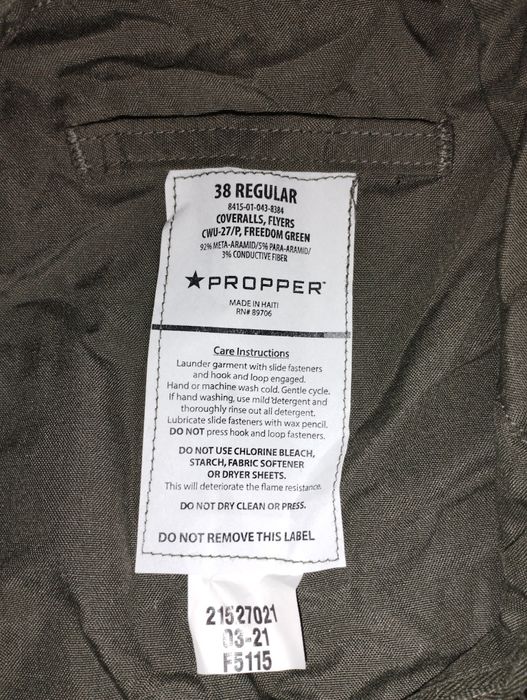 38 REGULAR
8415-01-043-8384
COVERALLS, FLYERS
CWU-27/P, FREEDOM GREEN
92% META-ARAMID/5% PARA-ARAMID/
3% CONDUCTIVE FIBER
★PROPPER™
MADE IN HAITI
RN# 89706
Care Instructions
Launder garment with slide fasteners
and hook and loop engaged.
Hand or machine wash cold. Gentle cycle.
If hand washing, use mild detergent and
thoroughly rinse out all detergent.
Lubricate slide fasteners with wax pencil.
DO NOT press hook and loop fasteners.
DO NOT USE CHLORINE BLEACH,
STARCH, FABRIC SOFTENER
OR DRYER SHEETS.
This will deteriorate the flame resistance.
DO NOT DRY CLEAN OR PRESS.
DO NOT REMOVE THIS LABEL
21527021
03-21
F5115